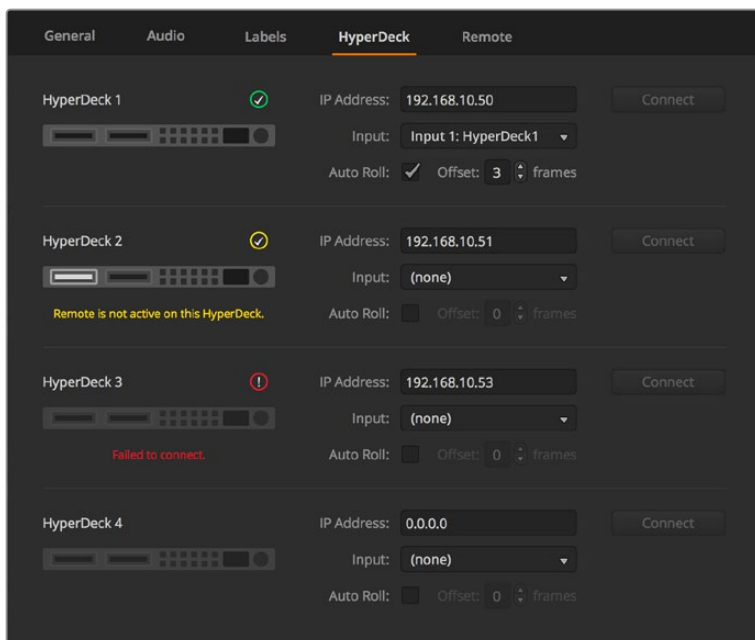 General Audio Labels HyperDeck Remote
HyperDeck 1 IP Address: 192.168.10.50 Connect
Input: Input 1: HyperDeck1
Auto Roll: Offset: 3 frames
HyperDeck 2 IP Address: 192.168.10.51 Connect
Input: (none)
Remote is not active on this HyperDeck. Auto Roll: Offset: 0 frames
HyperDeck 3 IP Address: 192.168.10.53 Connect
Input: (none)
Failed to connect. Auto Roll: Offset: 0 frames
HyperDeck 4 IP Address: 0.0.0.0 Connect
Input: (none)
Auto Roll: Offset: 0 frames